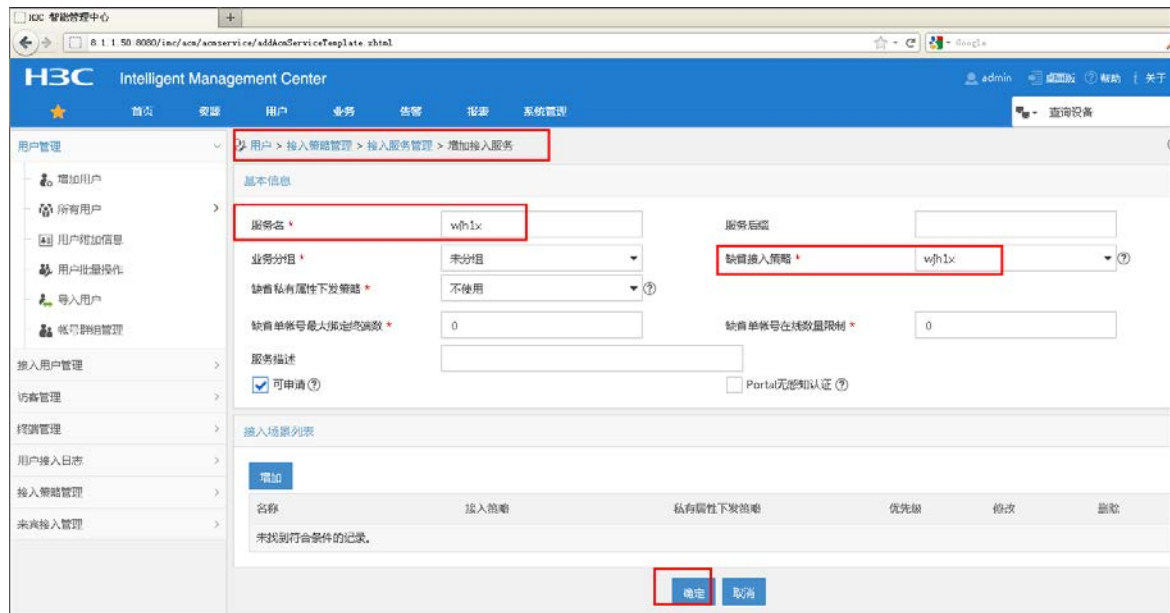 IMC 智能管理中心
+
8.1.1.50:8080/imc/acm/acmservice/addAcmServiceTemplate.xhtml
Google
H3C Intelligent Management Center
admin 桌面版 帮助 关于
首页 资源 用户 业务 告警 报表 系统管理
查询设备
用户管理
用户 > 接入策略管理 > 接入服务管理 > 增加接入服务
增加用户
基本信息
所有用户
服务名 * wjh1x 服务后缀
用户附加信息
业务分组 * 未分组 缺省接入策略 * wjh1x
用户批量操作
缺省私有属性下发策略 * 不使用
导入用户
缺省单帐号最大绑定终端数 * 0 缺省单帐号在线数量限制 * 0
帐号群组管理
服务描述
接入用户管理
可申请 Portal无感知认证
访客管理
终端管理
接入场景列表
用户接入日志
增加
接入策略管理
名称 接入策略 私有属性下发策略 优先级 修改 删除
来宾接入管理
未找到符合条件的记录。
确定 取消